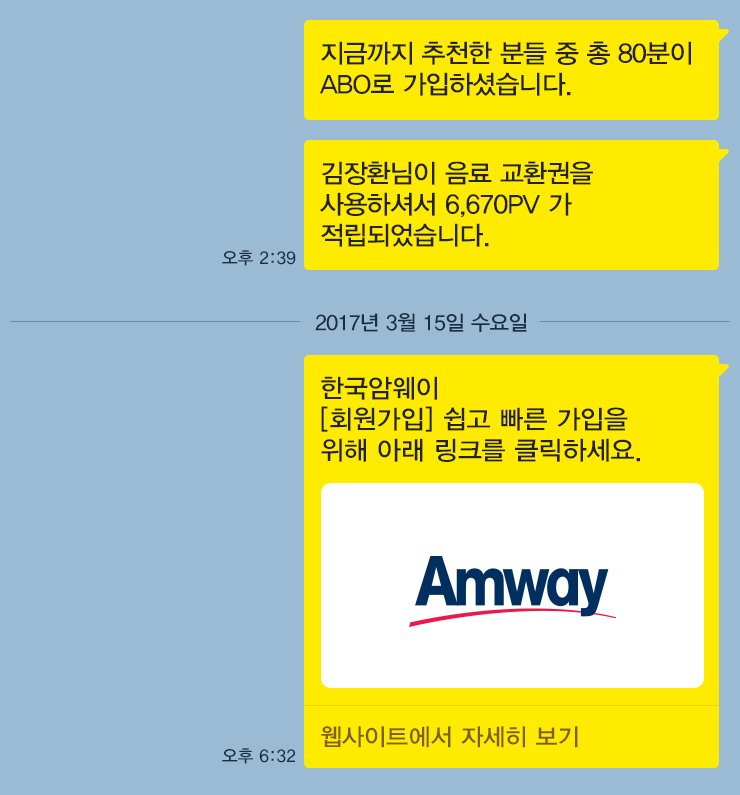 지금까지 추천한 분들 중 총 80분이
ABO로 가입하셨습니다.
김장환님이 음료 교환권을
사용하셔서 6,670PV 가
적립되었습니다.
오후 2:39
2017년 3월 15일 수요일
한국암웨이
[회원가입] 쉽고 빠른 가입을
위해 아래 링크를 클릭하세요.
Amway
웹사이트에서 자세히 보기
오후 6:32